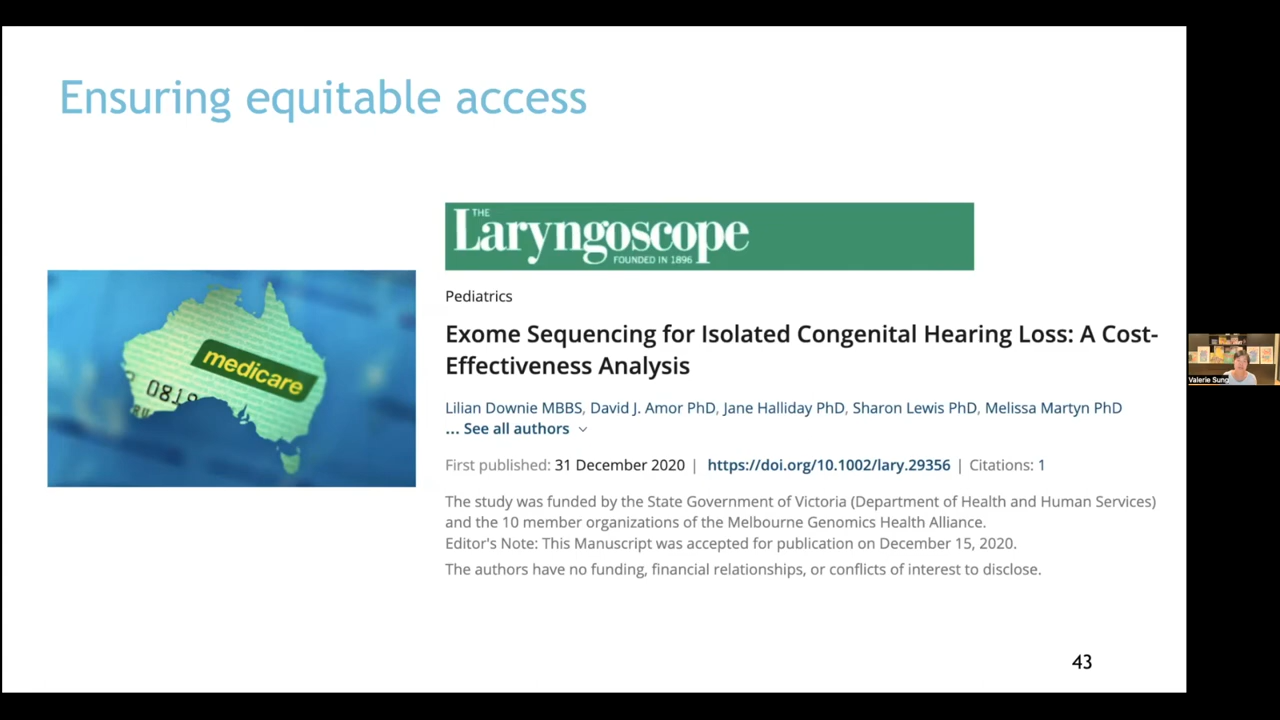 Ensuring equitable access
THE
Laryngoscope
FOUNDED IN 1896
medicare
0819
Pediatrics
Exome Sequencing for Isolated Congenital Hearing Loss: A Cost-
Effectiveness Analysis
Lilian Downie MBBS, David J. Amor PhD, Jane Halliday PhD, Sharon Lewis PhD, Melissa Martyn PhD
... See all authors
First published: 31 December 2020 | https://doi.org/10.1002/lary.29356 | Citations: 1
The study was funded by the State Government of Victoria (Department of Health and Human Services)
and the 10 member organizations of the Melbourne Genomics Health Alliance.
Editor's Note: This Manuscript was accepted for publication on December 15, 2020.
The authors have no funding, financial relationships, or conflicts of interest to disclose.
43
Valerie Sung